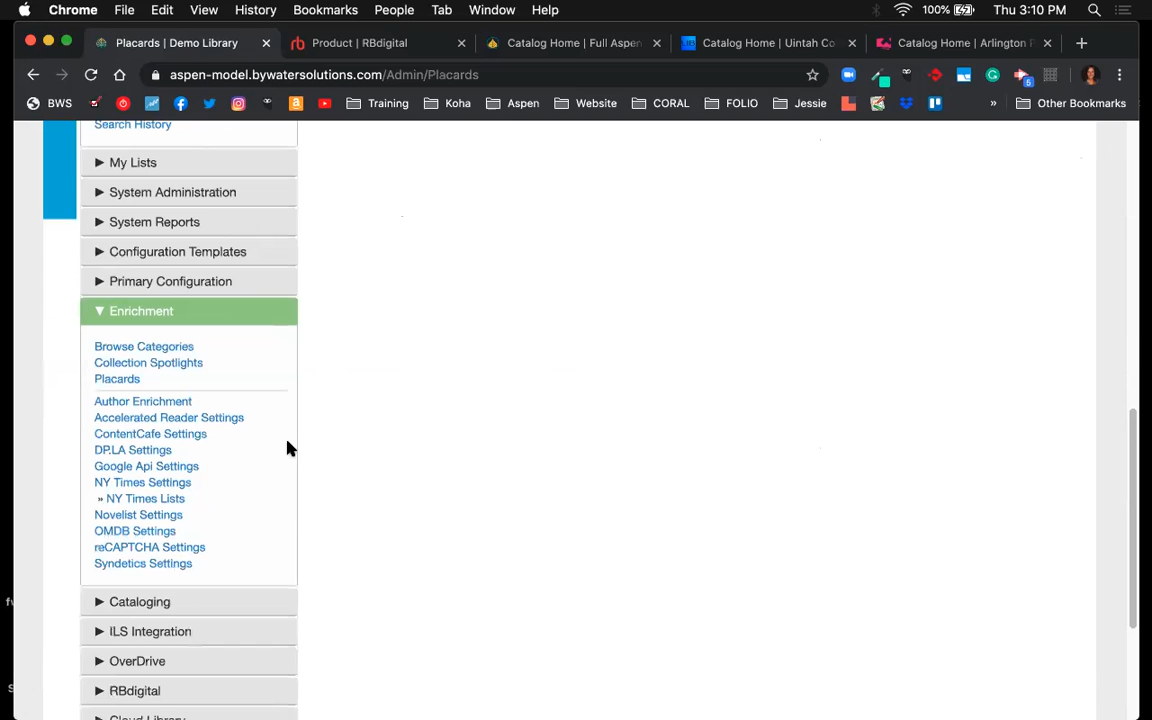 Chrome File Edit View History Bookmarks People Tab Window Help 100% Thu 3:10 PM
Placards | Demo Library Product | RBdigital Catalog Home | Full Aspen Catalog Home | Uintah Co Catalog Home | Arlington P
aspen-model.bywatersolutions.com/Admin/Placards
5
BWS Training Koha Aspen Website CORAL FOLIO Jessie » Other Bookmarks
Search History
My Lists
System Administration
System Reports
Configuration Templates
Primary Configuration
Enrichment
Browse Categories
Collection Spotlights
Placards
Author Enrichment
Accelerated Reader Settings
ContentCafe Settings
DP.LA Settings
Google Api Settings
NY Times Settings
» NY Times Lists
Novelist Settings
OMDB Settings
reCAPTCHA Settings
Syndetics Settings
Cataloging
ILS Integration
OverDrive
RBdigital
Cloud Library